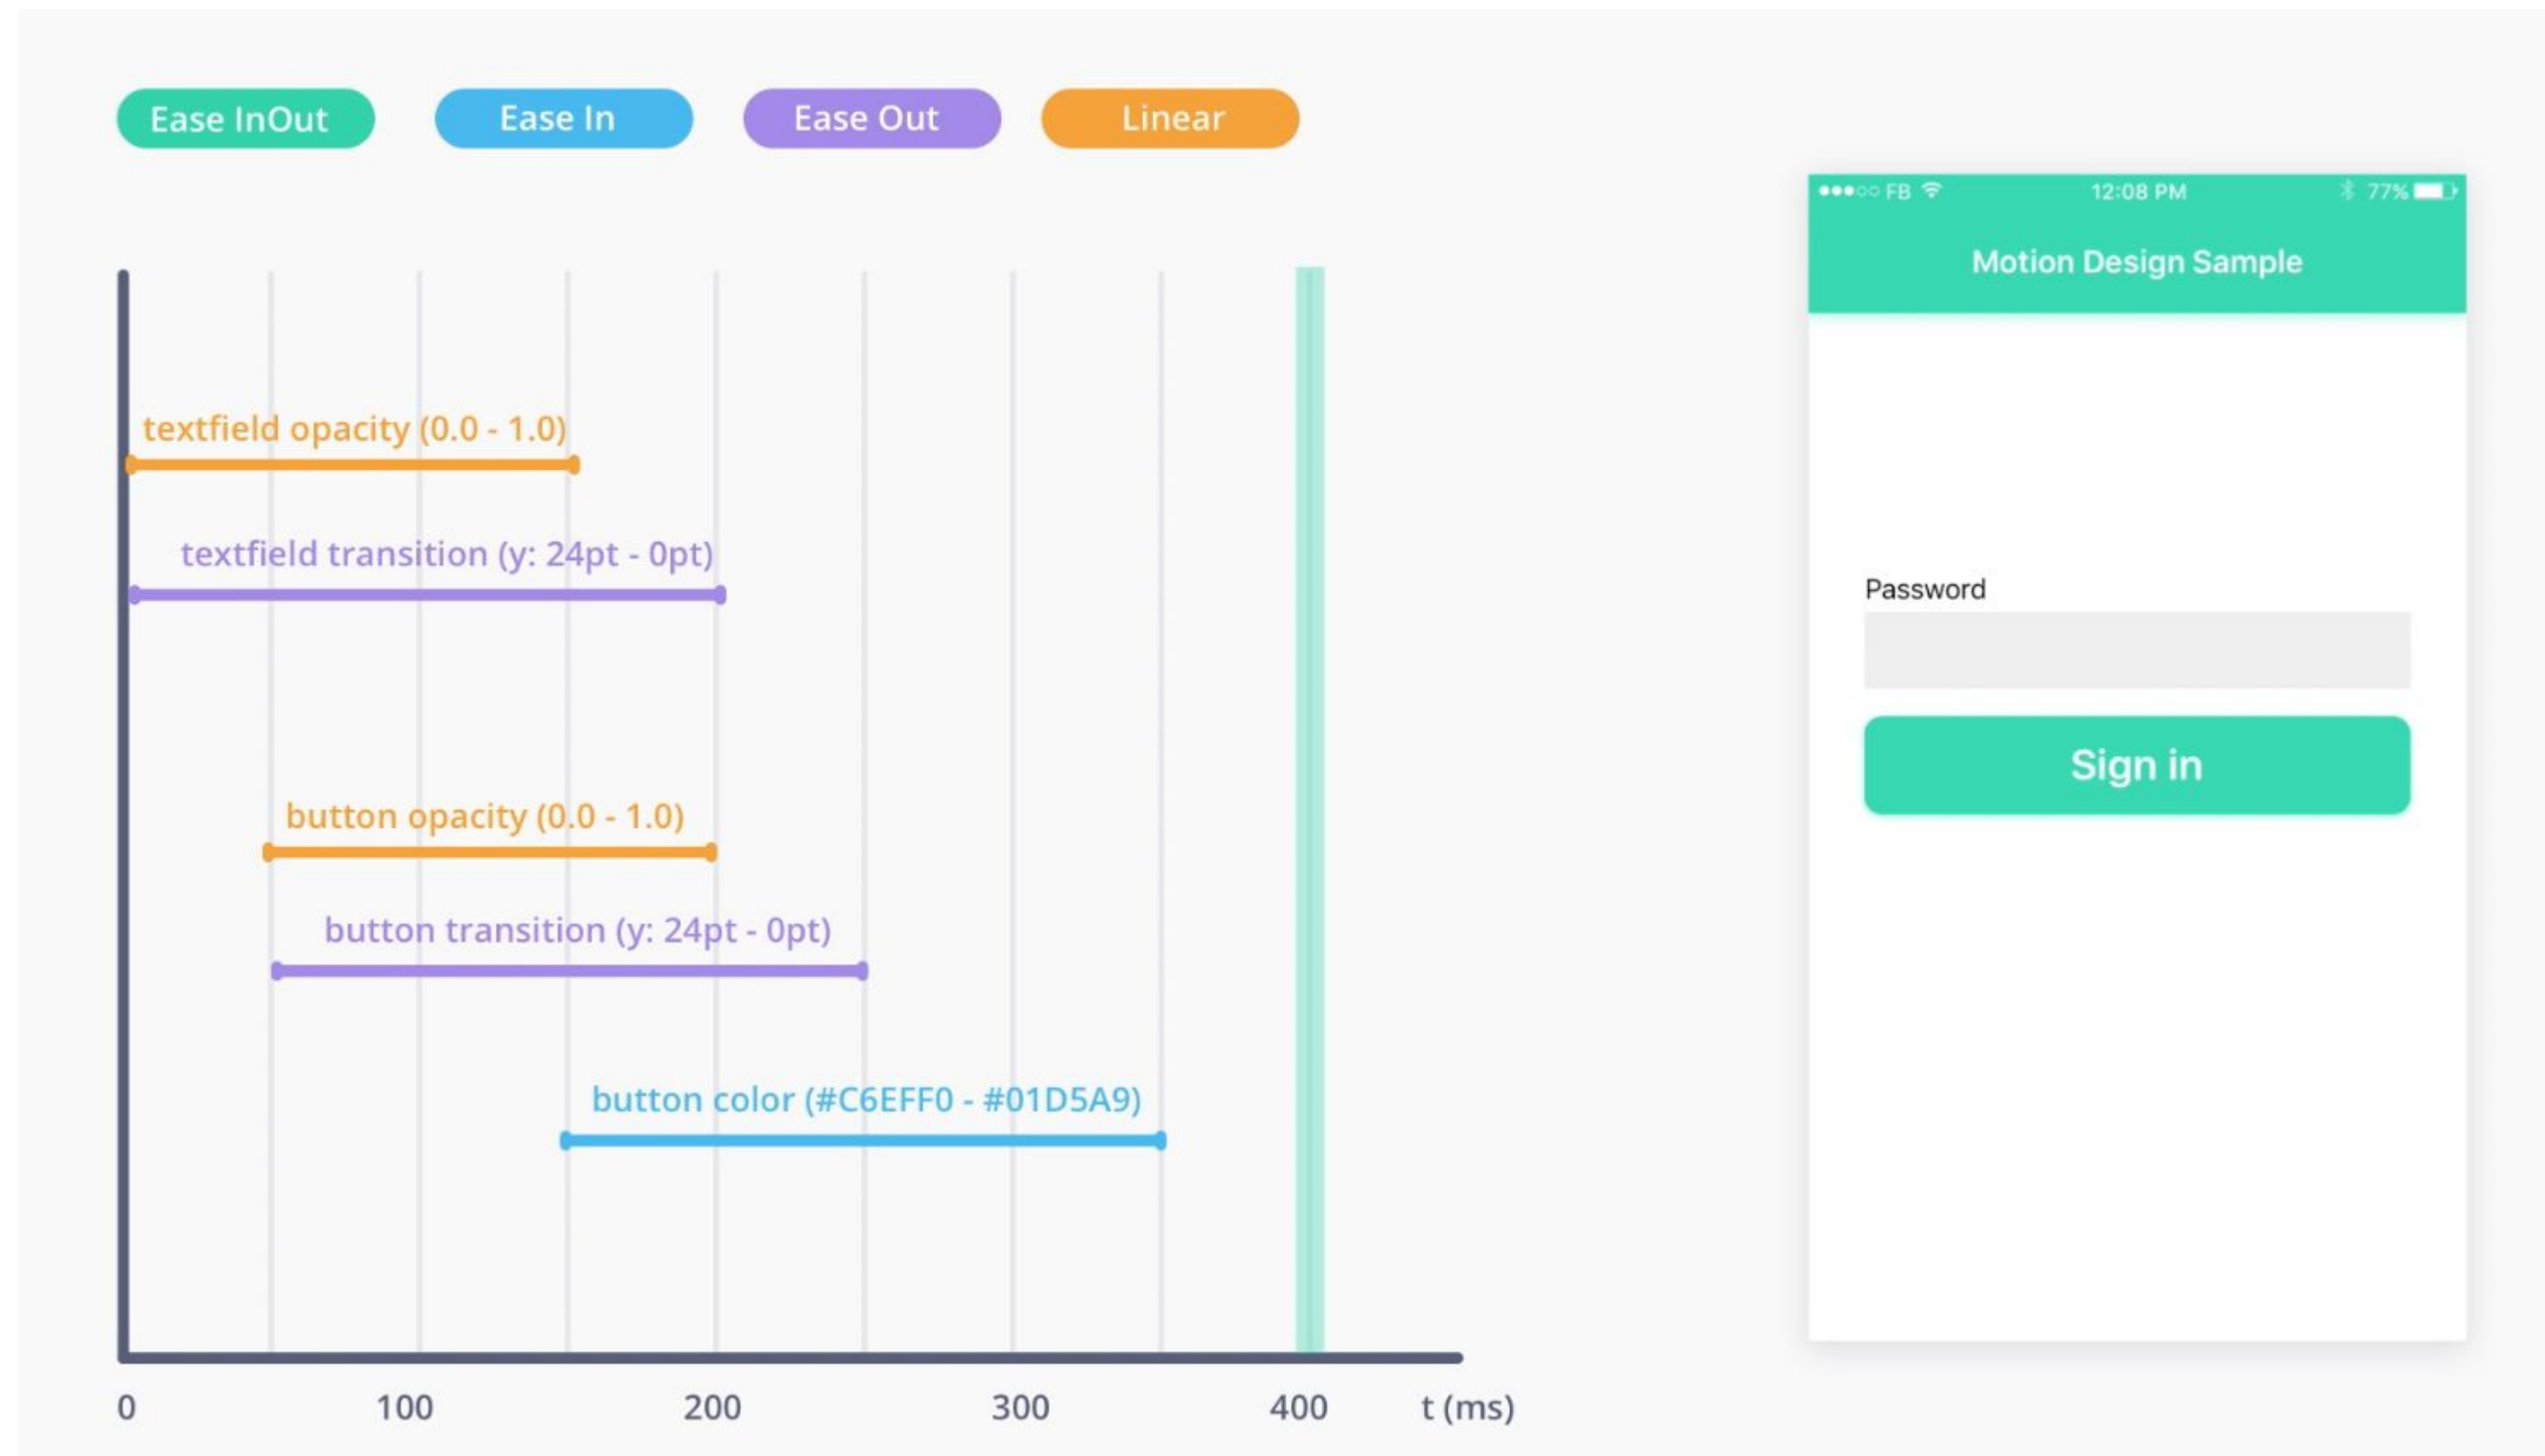 Ease InOut
Ease In
Ease Out
Linear
textfield opacity (0.0 - 1.0)
textfield transition (y: 24pt - 0pt)
button opacity (0.0 - 1.0)
button transition (y: 24pt - 0pt)
button color (#C6EFF0 - #01D5A9)
0 100 200 300 400 t (ms)
FB 12:08 PM 77%
Motion Design Sample
Password
Sign in